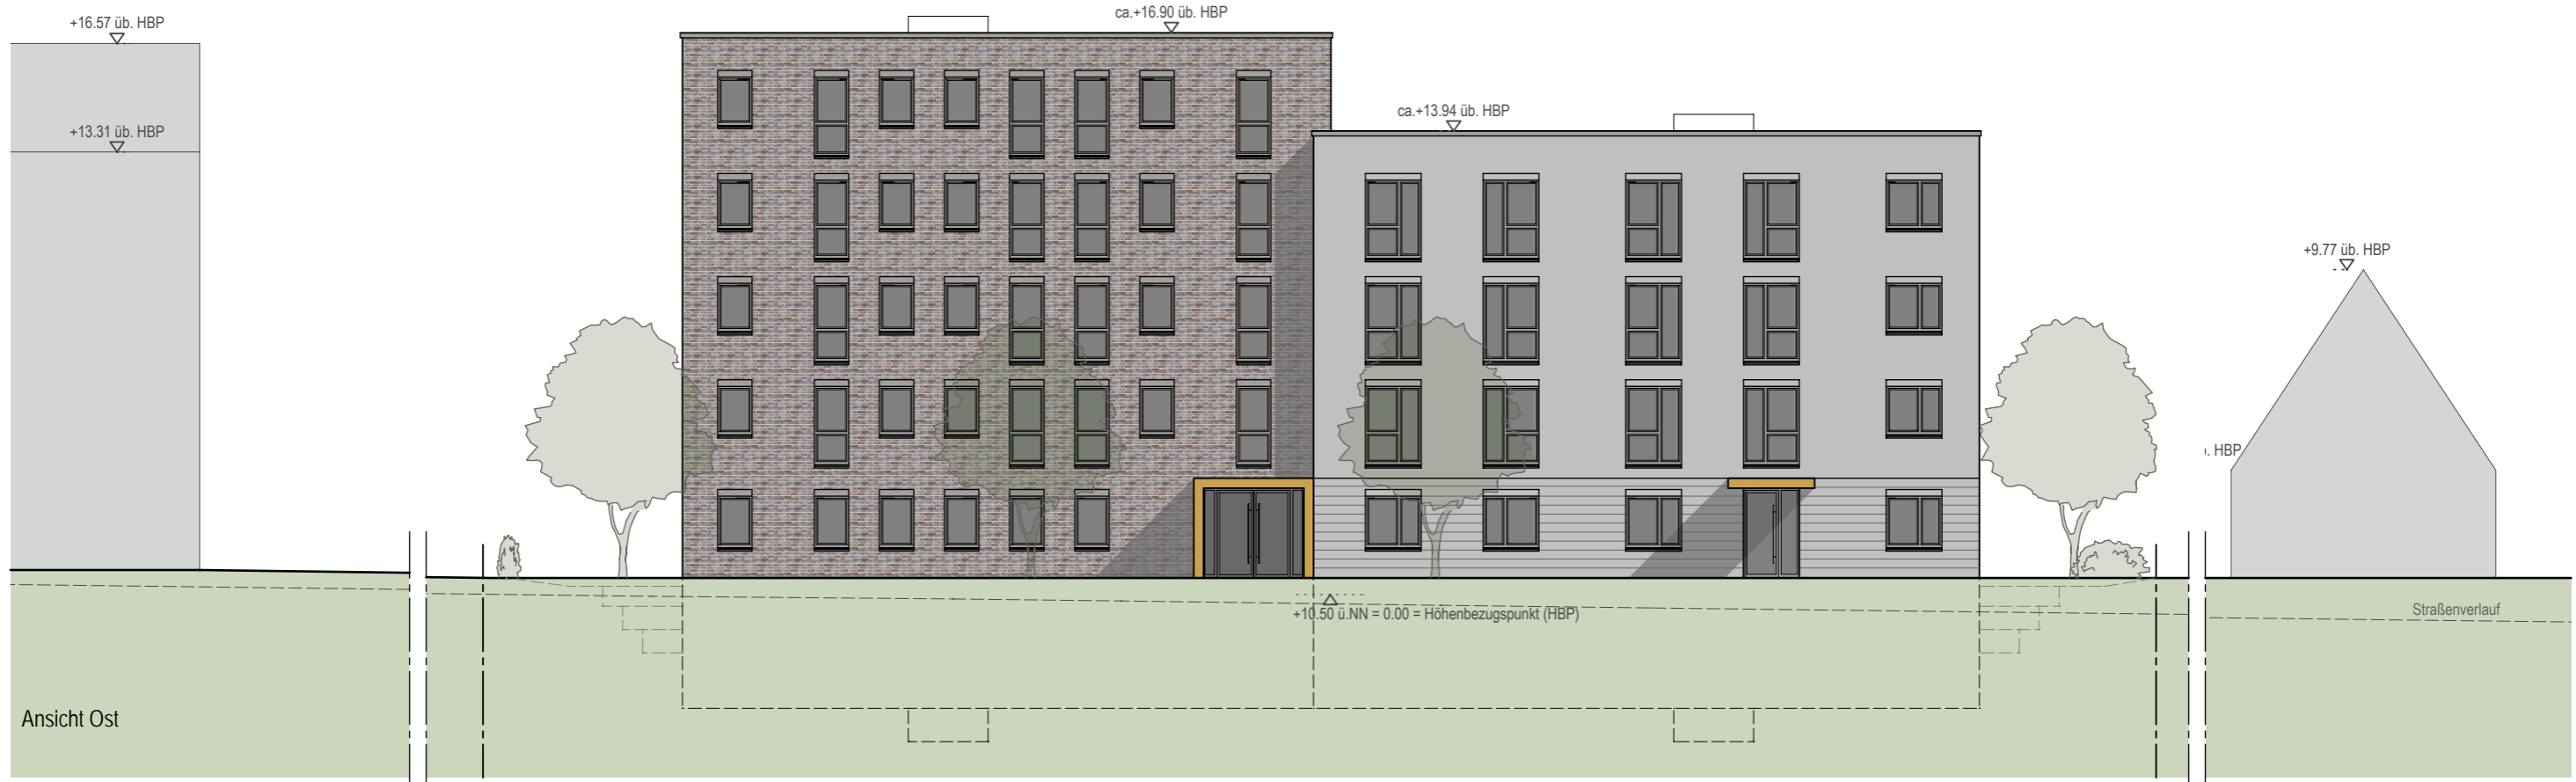 +16.57 üb. HBP
ca.+16.90 üb. HBP
+13.31 üb. HBP
ca.+13.94 üb. HBP
+9.77 üb. HBP
. HBP
+10.50 ü.NN = 0.00 = Höhenbezugspunkt (HBP)
Straßenverlauf
Ansicht Ost